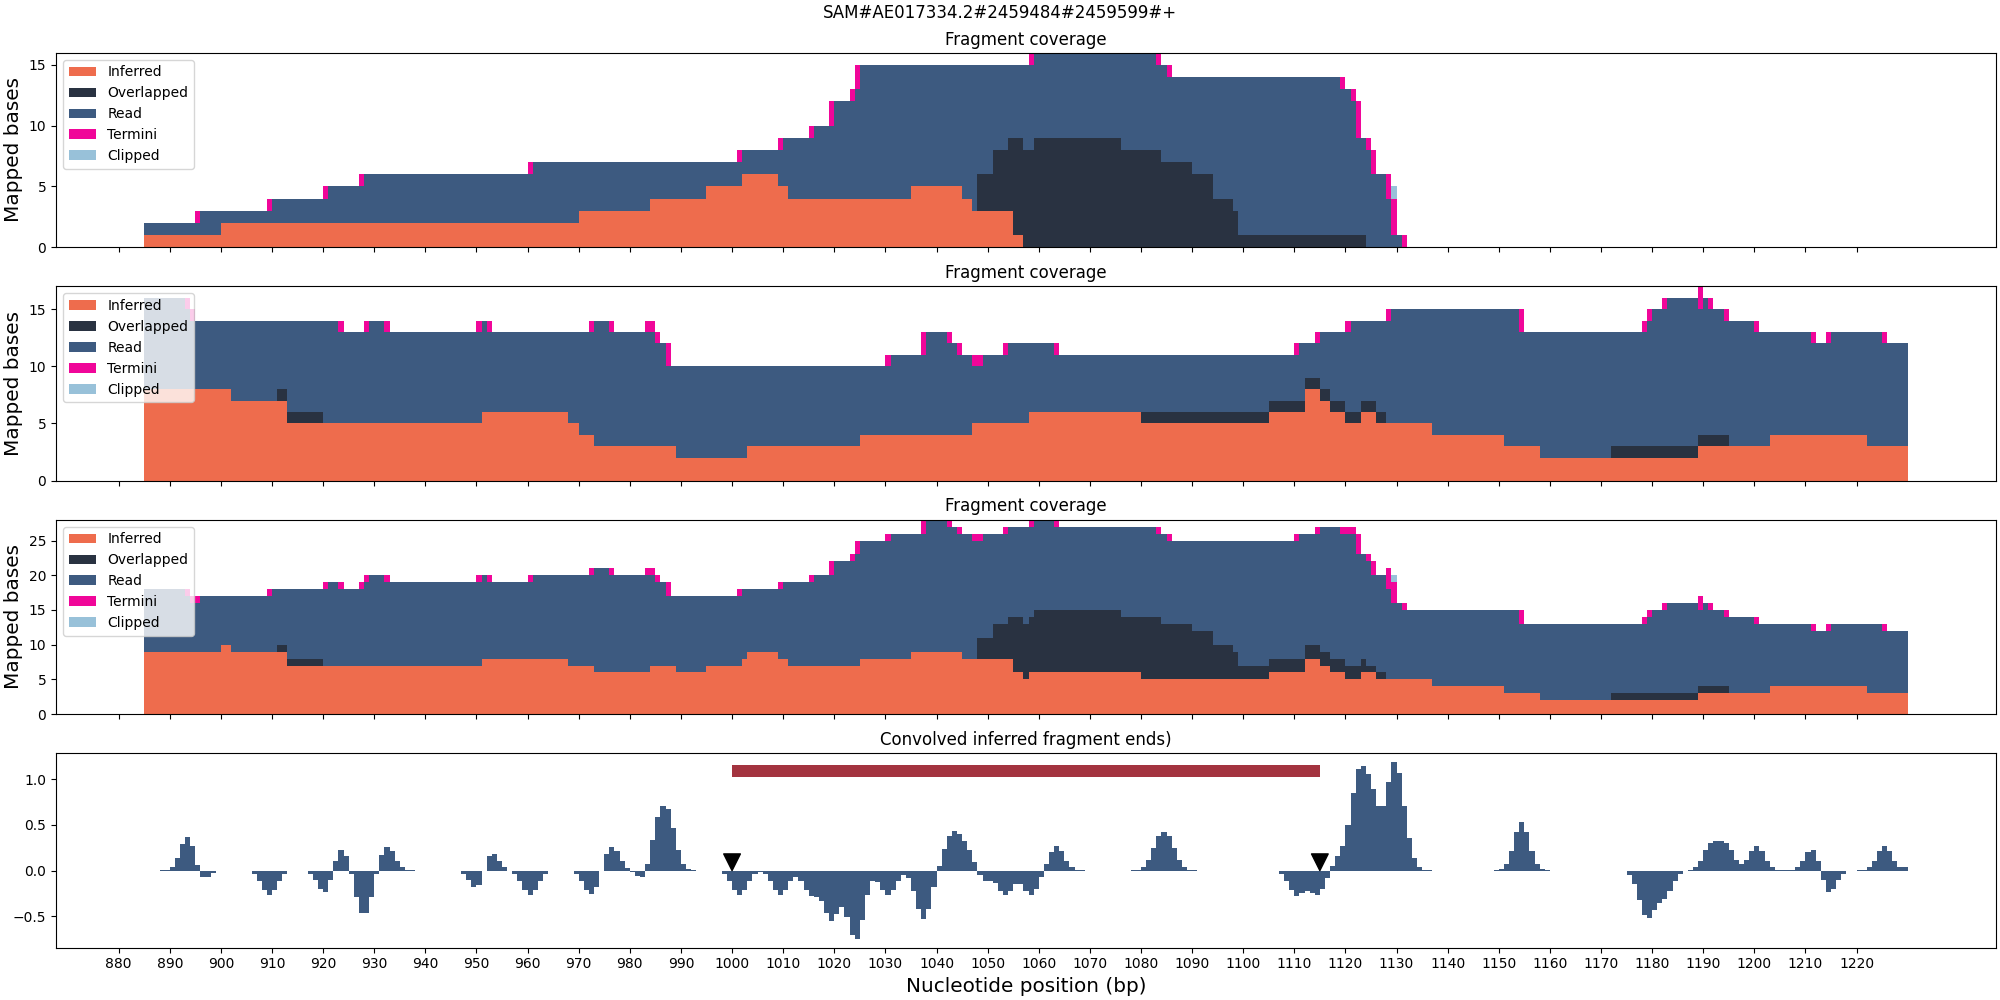 SAM#AE017334.2#2459484#2459599#+
Fragment coverage
Mapped bases
15
10
5
0
Inferred
Overlapped
Read
Termini
Clipped
Fragment coverage
Mapped bases
15
10
5
0
Inferred
Overlapped
Read
Termini
Clipped
Fragment coverage
Mapped bases
25
20
15
10
5
0
Inferred
Overlapped
Read
Termini
Clipped
Convolved inferred fragment ends)
1.0
0.5
0.0
−0.5
880 890 900 910 920 930 940 950 960 970 980 990 1000 1010 1020 1030 1040 1050 1060 1070 1080 1090 1100 1110 1120 1130 1140 1150 1160 1170 1180 1190 1200 1210 1220
Nucleotide position (bp)